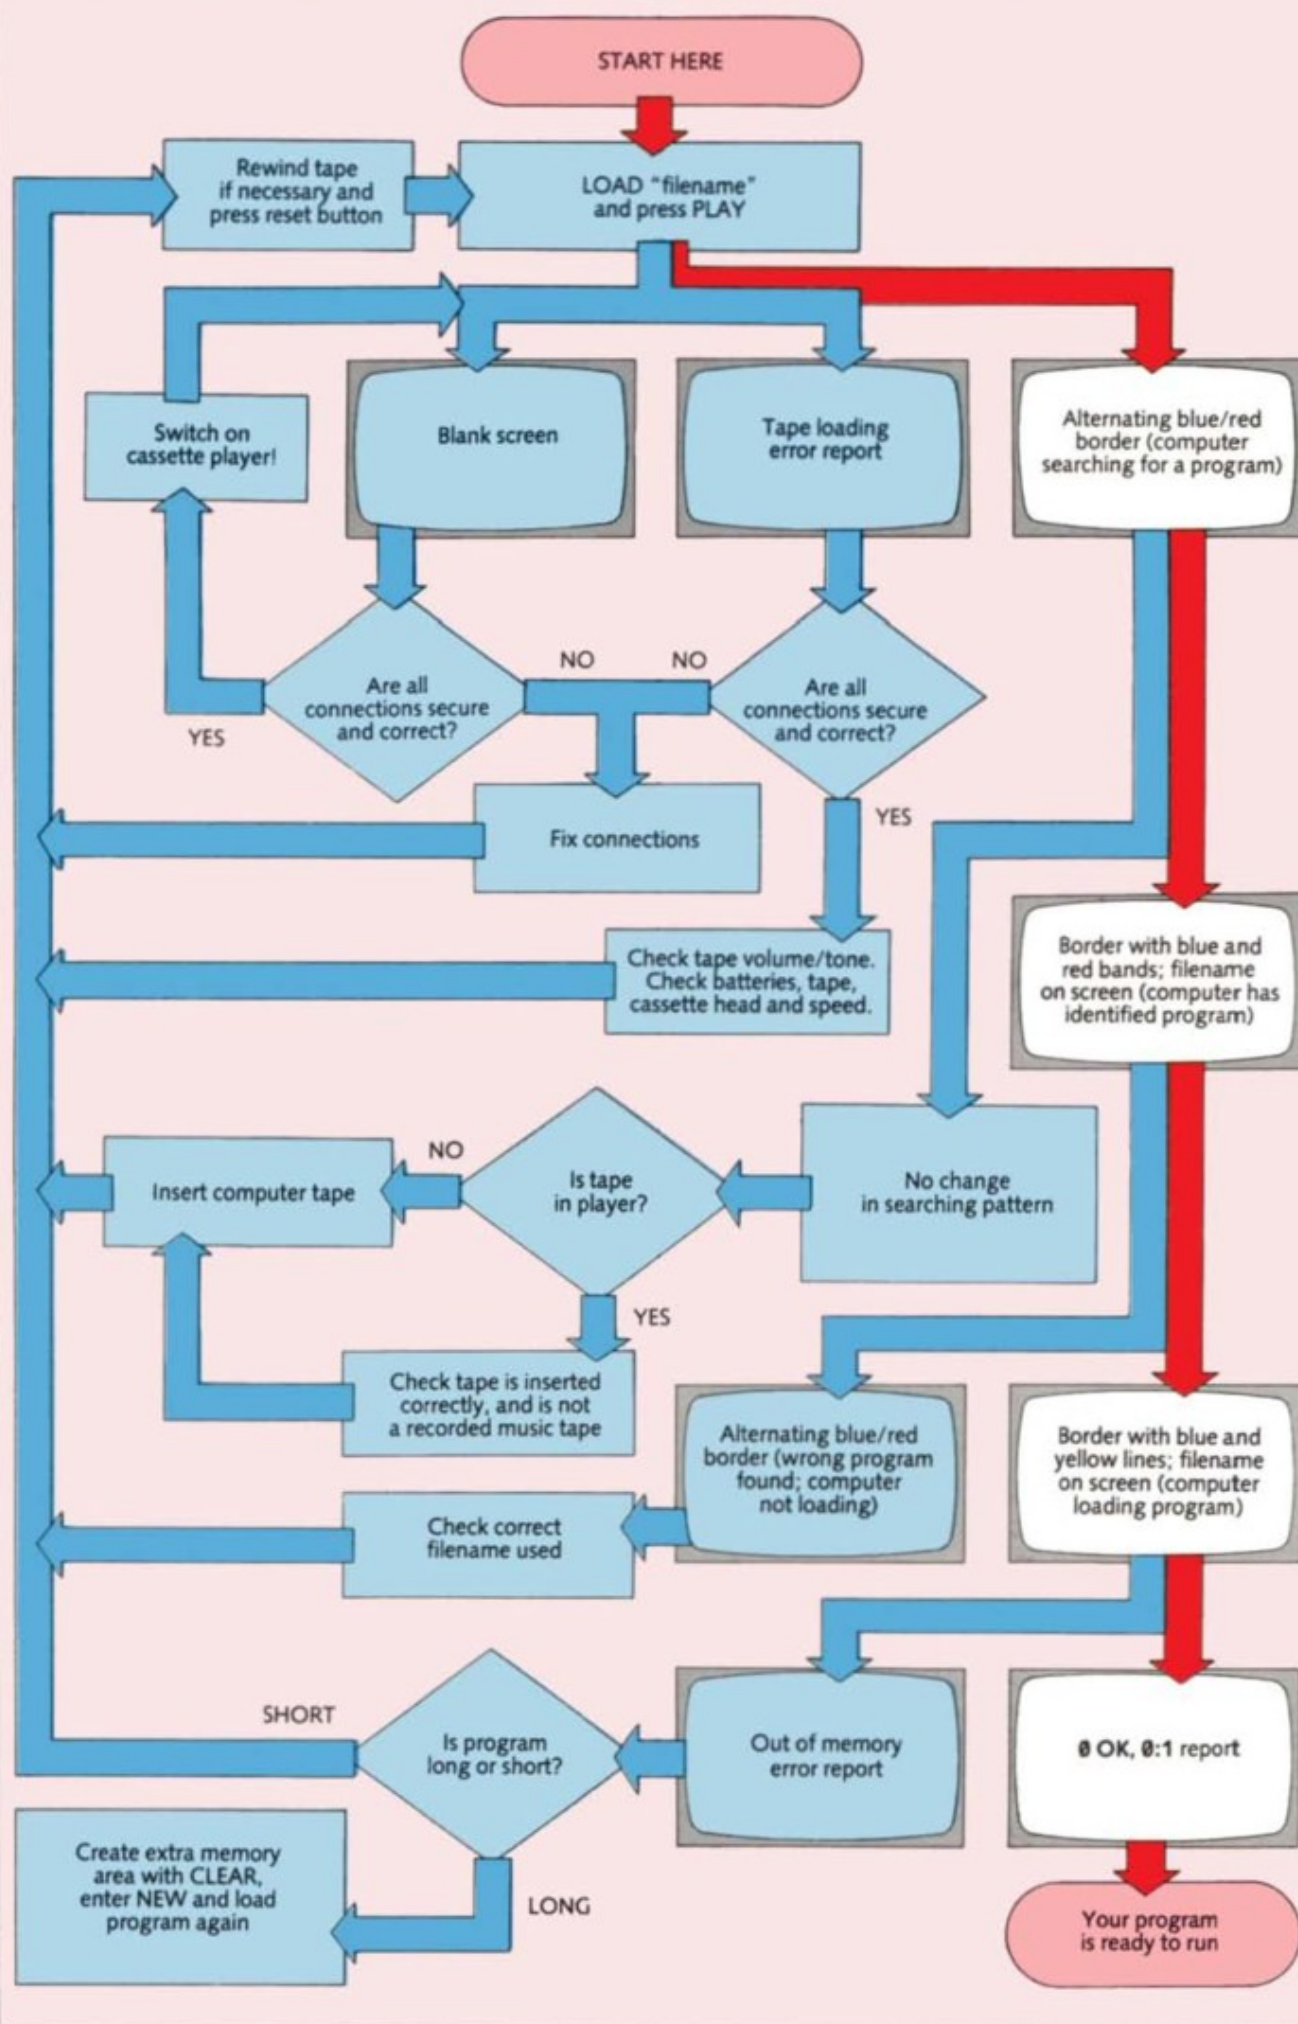 START HERE
Rewind tape
if necessary and
press reset button
LOAD "filename"
and press PLAY
Switch on
cassette player!
Blank screen
Tape loading
error report
Alternating blue/red
border (computer
searching for a program)
NO
NO
Are all
connections secure
and correct?
Are all
connections secure
and correct?
YES
YES
Fix connections
Check tape volume/tone.
Check batteries, tape,
cassette head and speed.
Border with blue and
red bands; filename
on screen (computer has
identified program)
NO
Insert computer tape
Is tape
in player?
No change
in searching pattern
YES
Check tape is inserted
correctly, and is not
a recorded music tape
Alternating blue/red
border (wrong program
found; computer
not loading)
Border with blue and
yellow lines; filename
on screen (computer
loading program)
Check correct
filename used
SHORT
Is program
long or short?
Out of memory
error report
0 OK, 0:1 report
Create extra memory
area with CLEAR,
enter NEW and load
program again
LONG
Your program
is ready to run